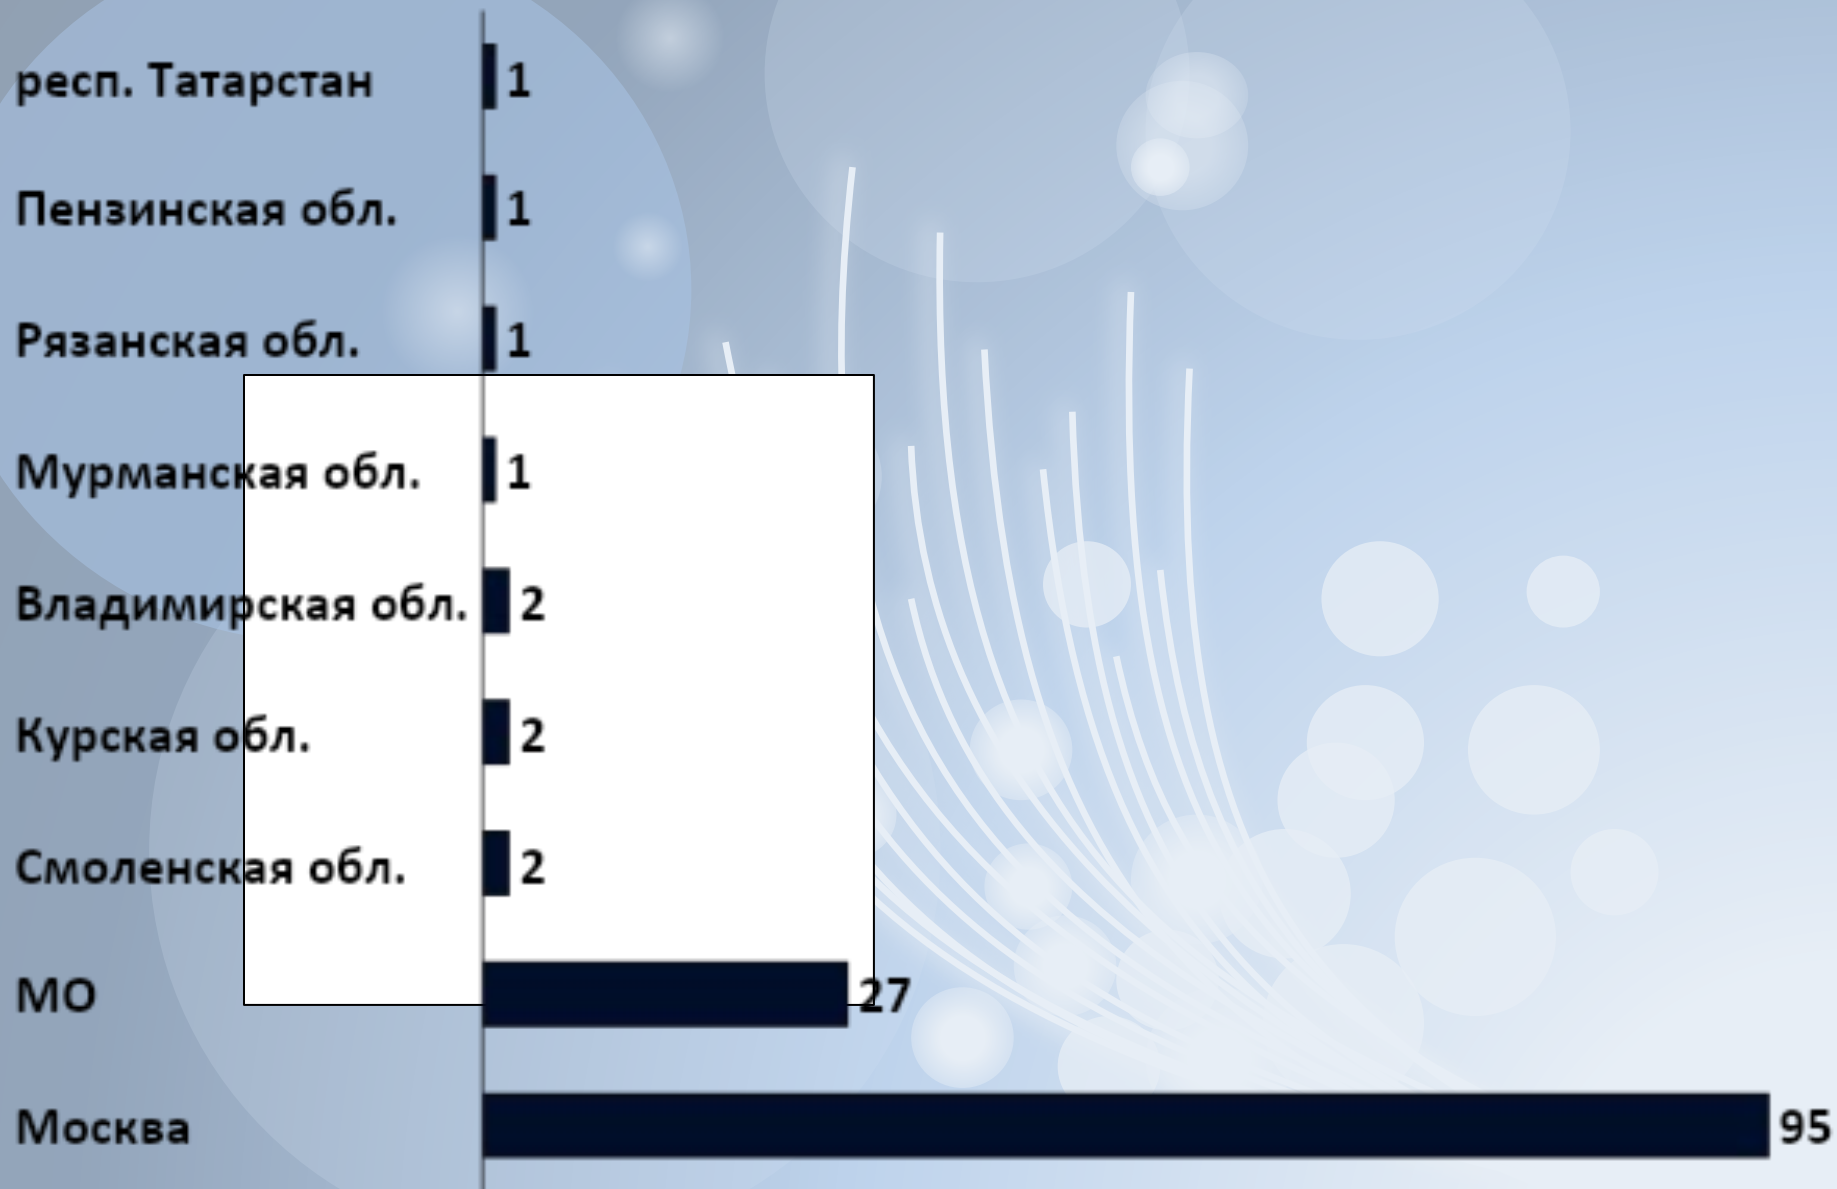 респ. Татарстан 1
Пензинская обл. 1
Рязанская обл. 1
Мурманская обл. 1
Владимирская обл. 2
Курская обл. 2
Смоленская обл. 2
МО 27
Москва 95